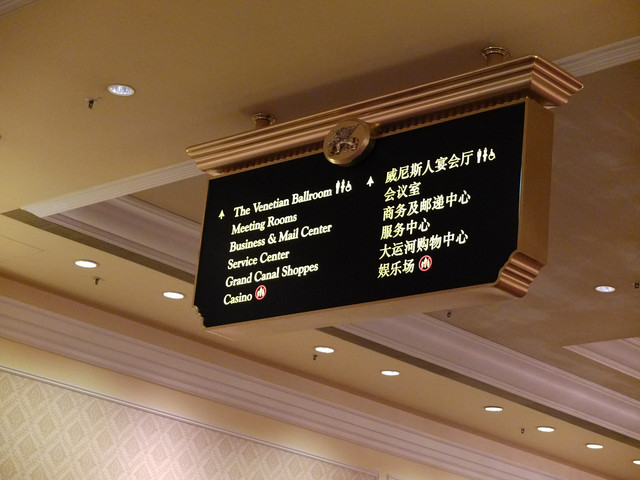 The Venetian Ballroom
Meeting Rooms
Business & Mail Center
Service Center
Grand Canal Shoppes
Casino
威尼斯人宴会厅
会议室
商务及邮递中心
服务中心
大运河购物中心
娱乐场